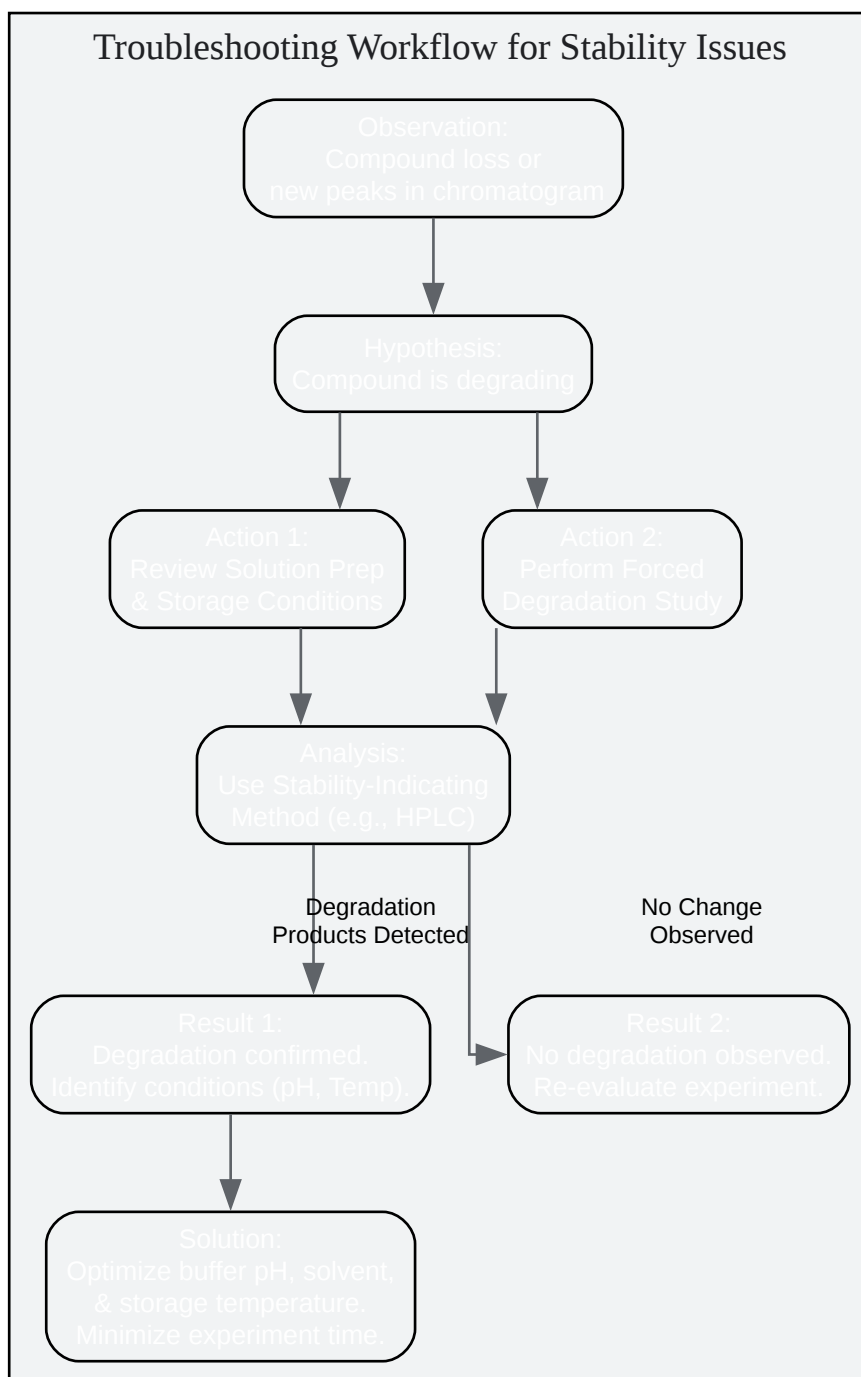 Troubleshooting Workflow for Stability Issues
Observation:
Compound loss or
new peaks in chromatogram
Hypothesis:
Compound is degrading
Action 1:
Review Solution Prep
& Storage Conditions
Action 2:
Perform Forced
Degradation Study
Analysis:
Use Stability-Indicating
Method (e.g., HPLC)
Degradation
Products Detected
No Change
Observed
Result 1:
Degradation confirmed.
Identify conditions (pH, Temp).
Result 2:
No degradation observed.
Re-evaluate experiment.
Solution:
Optimize buffer pH, solvent,
& storage temperature.
Minimize experiment time.